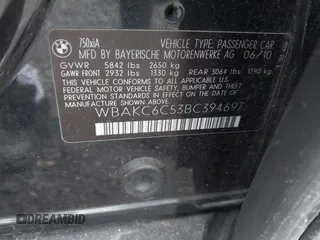 750xiA
VEHICLE TYPE: PASSENGER CAR
MFD BY BAYERISCHE MOTORENWERKE AG 06/10
GVWR 5842 lbs 2650 kg
GAWR FRONT 2932 lbs 1330 kg REAR 3064 lbs 1390 kg
WBAKC6C53BC394697
THIS VEHICLE CONFORMS TO ALL APPLICABLE FEDERAL
MOTOR VEHICLE SAFETY, BUMPER, AND THEFT PREVENTION
STANDARDS IN EFFECT ON THE DATE OF MANUFACTURE SHOWN ABOVE
DREAMBID